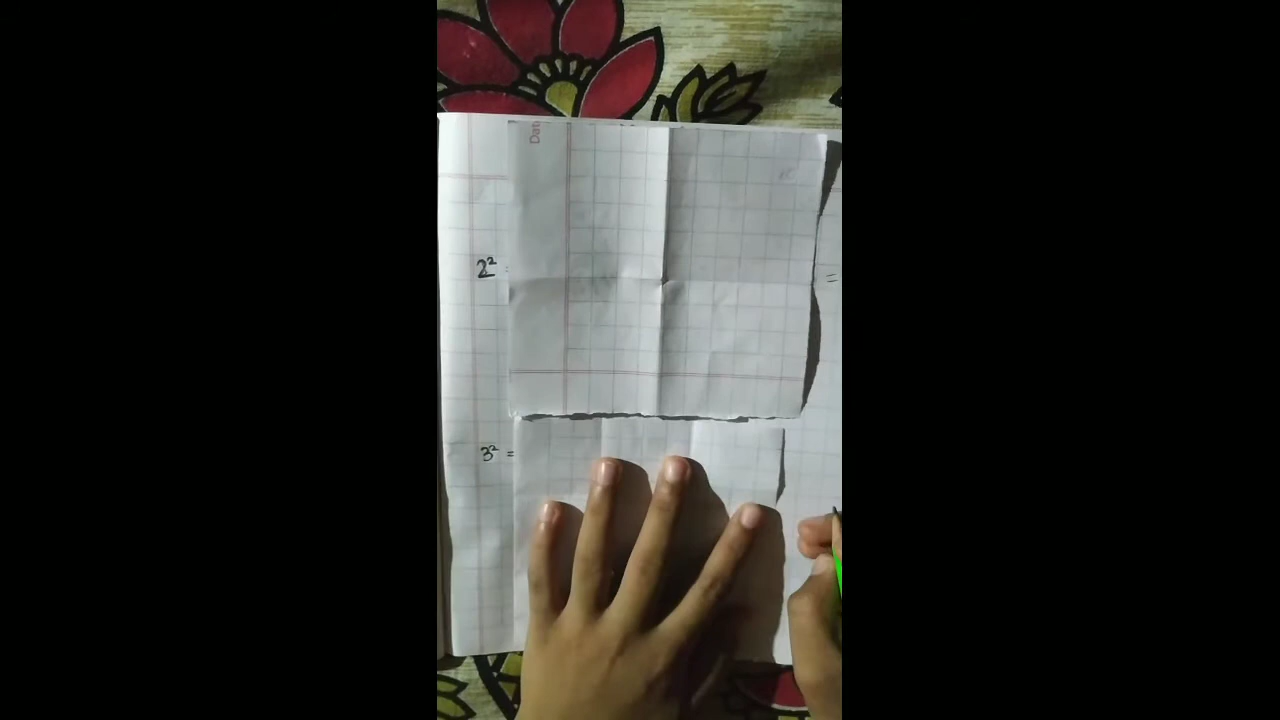 2² =
=
3² =